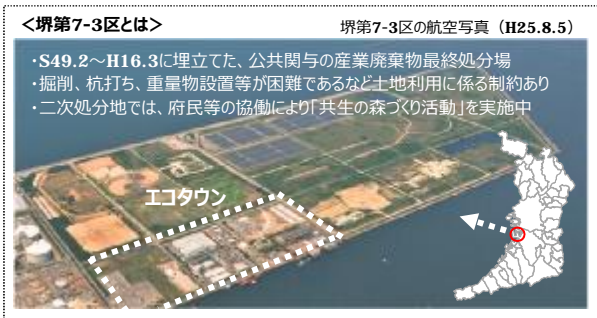 ＜堺第7-3区とは＞
堺第7-3区の航空写真（H25.8.5）
・S49.2～H16.3に埋立てた、公共関与の産業廃棄物最終処分場
・掘削、杭打ち、重量物設置等が困難であるなど土地利用に係る制約あり
・二次処分地では、府民等の協働により「共生の森づくり活動」を実施中
エコタウン